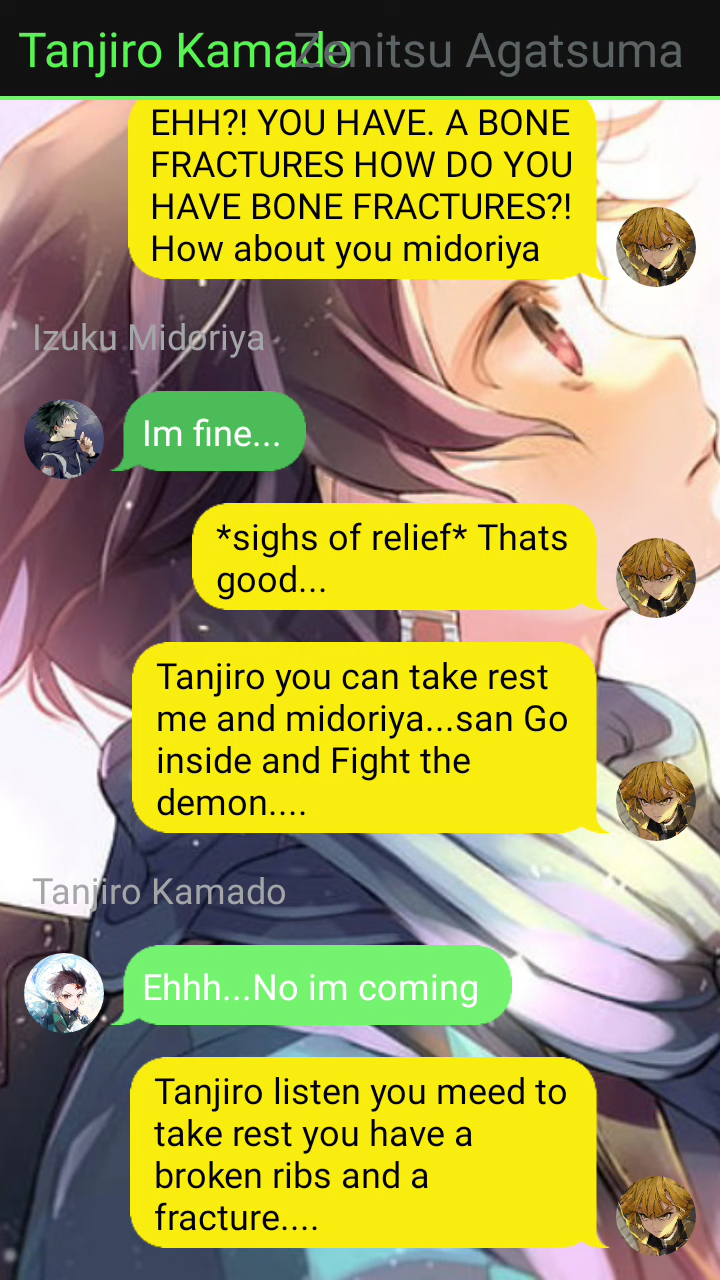 Tanjiro Kamado Zenitsu Agatsuma
EHH?! YOU HAVE. A BONE
FRACTURES HOW DO YOU
HAVE BONE FRACTURES?!
How about you midoriya
Izuku Midoriya
Im fine...
*sighs of relief* Thats
good...
Tanjiro you can take rest
me and midoriya...san Go
inside and Fight the
demon....
Tanjiro Kamado
Ehhh...No im coming
Tanjiro listen you meed to
take rest you have a
broken ribs and a
fracture....